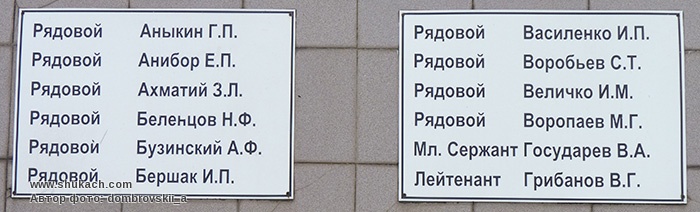 Рядовой Аныкин Г.П.
Рядовой Анибор Е.П.
Рядовой Ахматий З.Л.
Рядовой Беленцов Н.Ф.
Рядовой Бузинский А.Ф.
Рядовой Бершак И.П.
www.shukach.com
Автор фото: dombrovskii_a
Рядовой Василенко И.П.
Рядовой Воробьев С.Т.
Рядовой Величко И.М.
Рядовой Воропаев М.Г.
Мл. Сержант Государев В.А.
Лейтенант Грибанов В.Г.